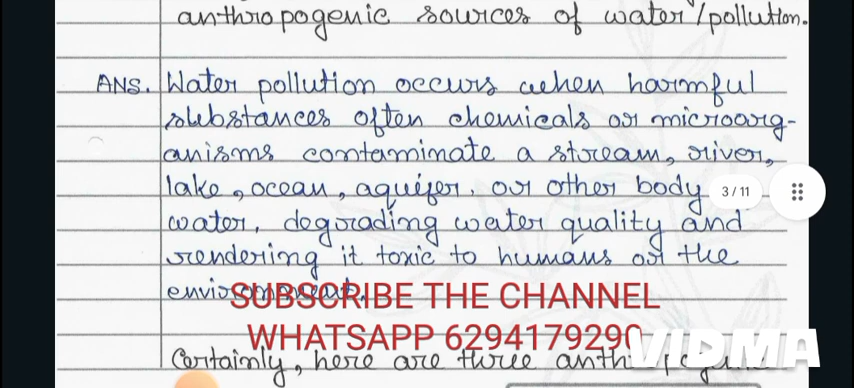 anthropogenic sources of water/pollution.
ANS. Water pollution occurs when harmful
substances often chemicals or microorg-
anisms contaminate a stream, river,
lake, ocean, aquifer, or other body
3/11
water, degrading water quality and
rendering it toxic to humans or the
environment.
SUBSCRIBE THE CHANNEL
WHATSAPP 6294179290
VIDMA
Certainly, here are three anthropogenic